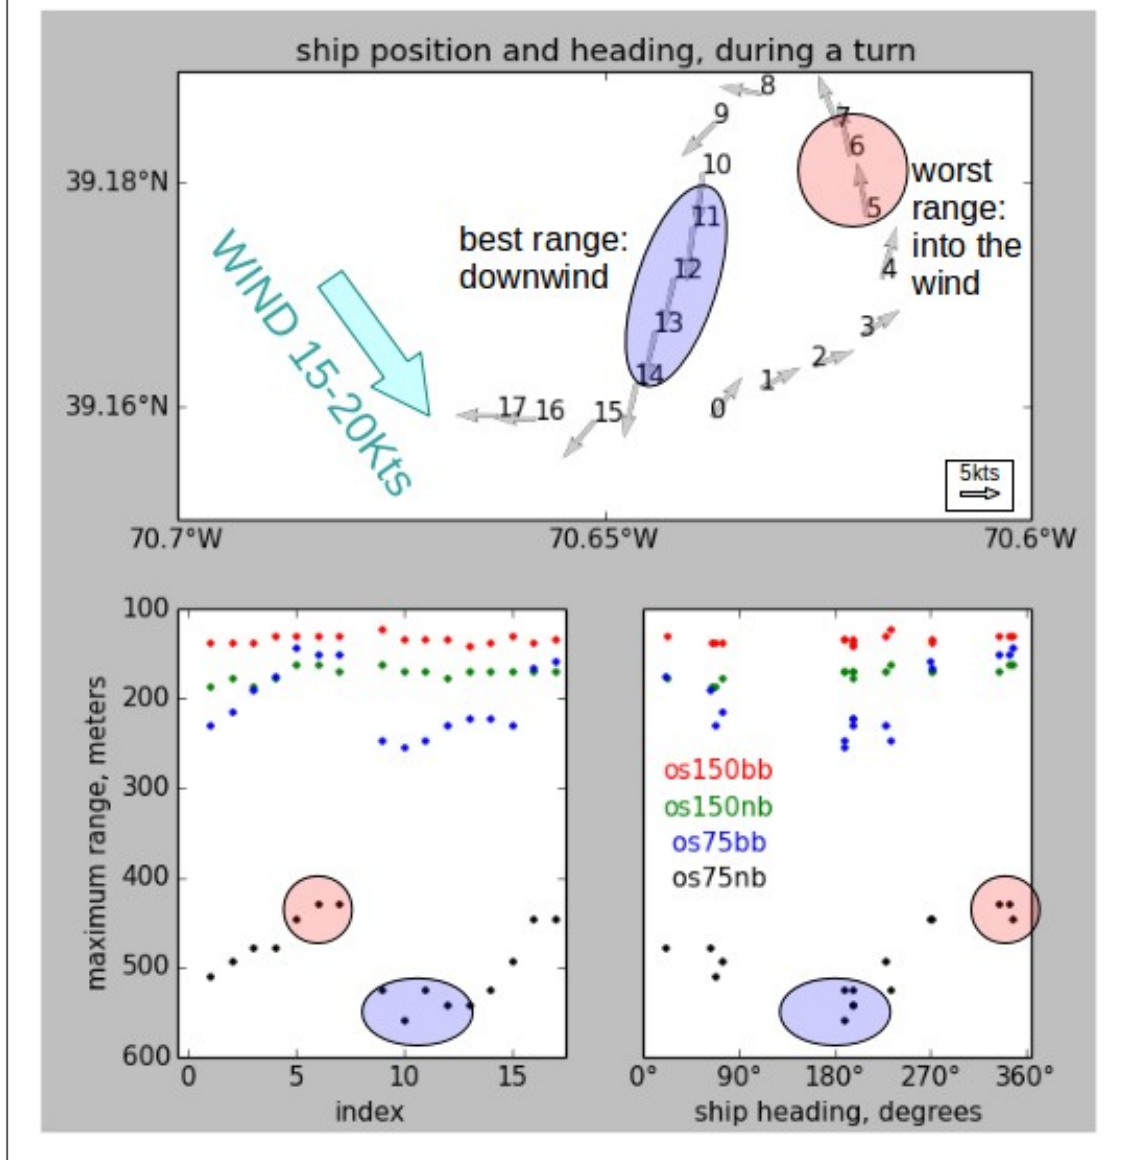 ship position and heading, during a turn
39.18°N
39.16°N
70.7°W
70.65°W
70.6°W
WIND 15-20Kts
best range:
downwind
worst
range:
into the
wind
0
1
2
3
4
5
6
7
8
9
10
11
12
13
14
15
16
17
5kts
maximum range, meters
100
200
300
400
500
600
0
5
10
15
index
os150bb
os150nb
os75bb
os75nb
0°
90°
180°
270°
360°
ship heading, degrees